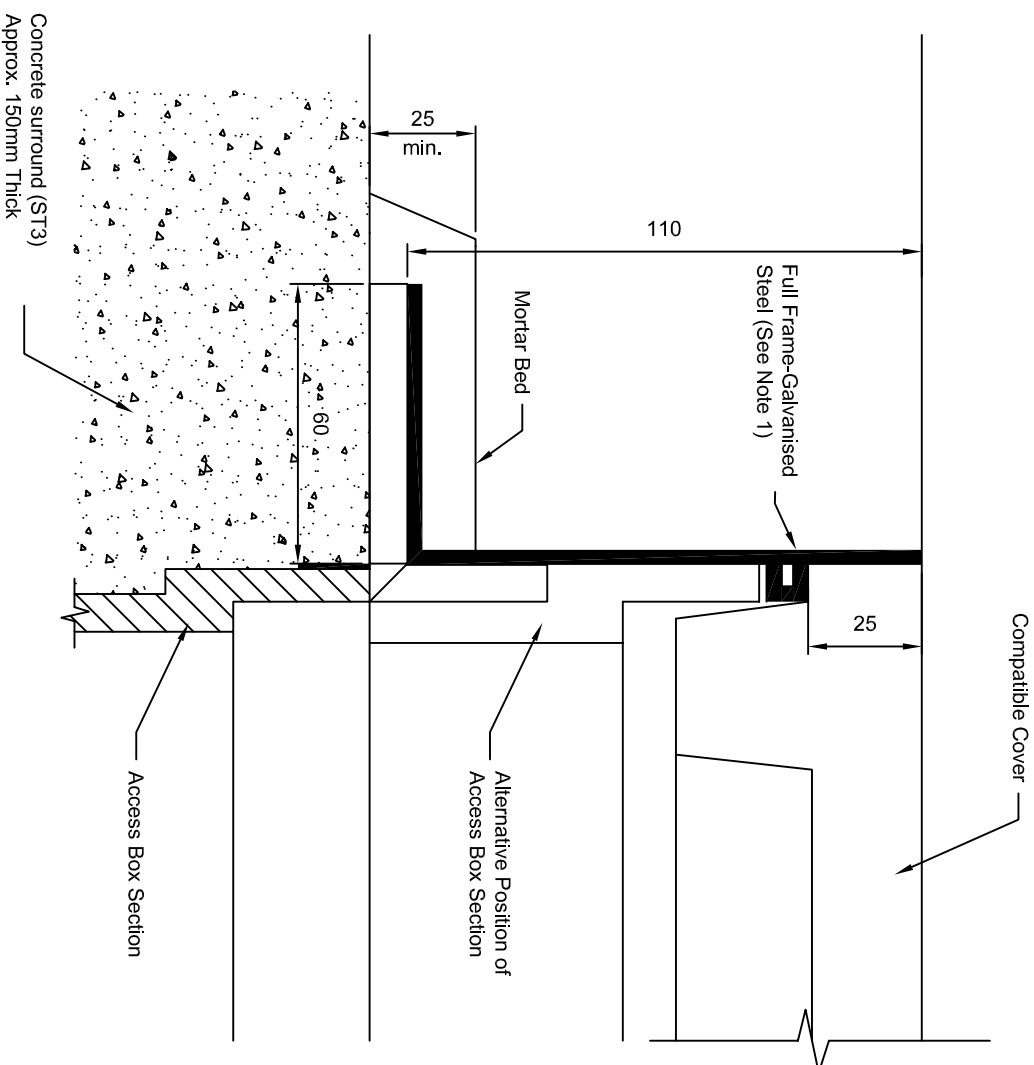 Compatible Cover
Full Frame-Galvanised
Steel (See Note 1)
25
110
Mortar Bed
25
min.
60
Alternative Position of
Access Box Section
Access Box Section
Concrete surround (ST3)
Approx. 150mm Thick